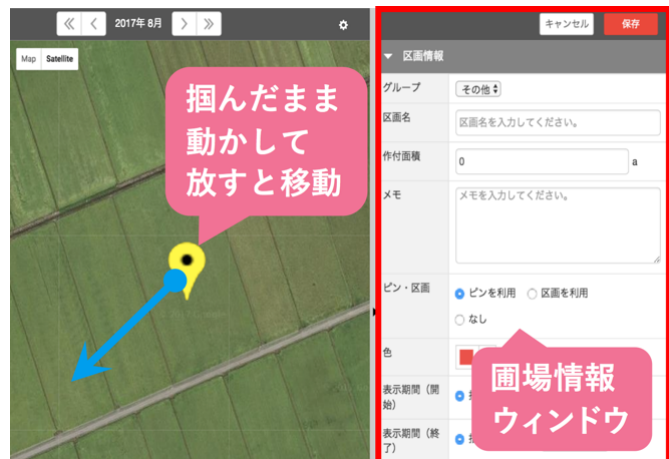 2017年 8月
Map Satellite
掴んだまま
動かして
放すと移動
キャンセル 保存
▼ 区画情報
グループ その他
区画名 区画名を入力してください。
作付面積 0 a
メモ メモを入力してください。
ピン・区画 ピンを利用 区画を利用
なし
色
圃場情報
ウィンドウ
表示期間（開
始）
表示期間（終
了）